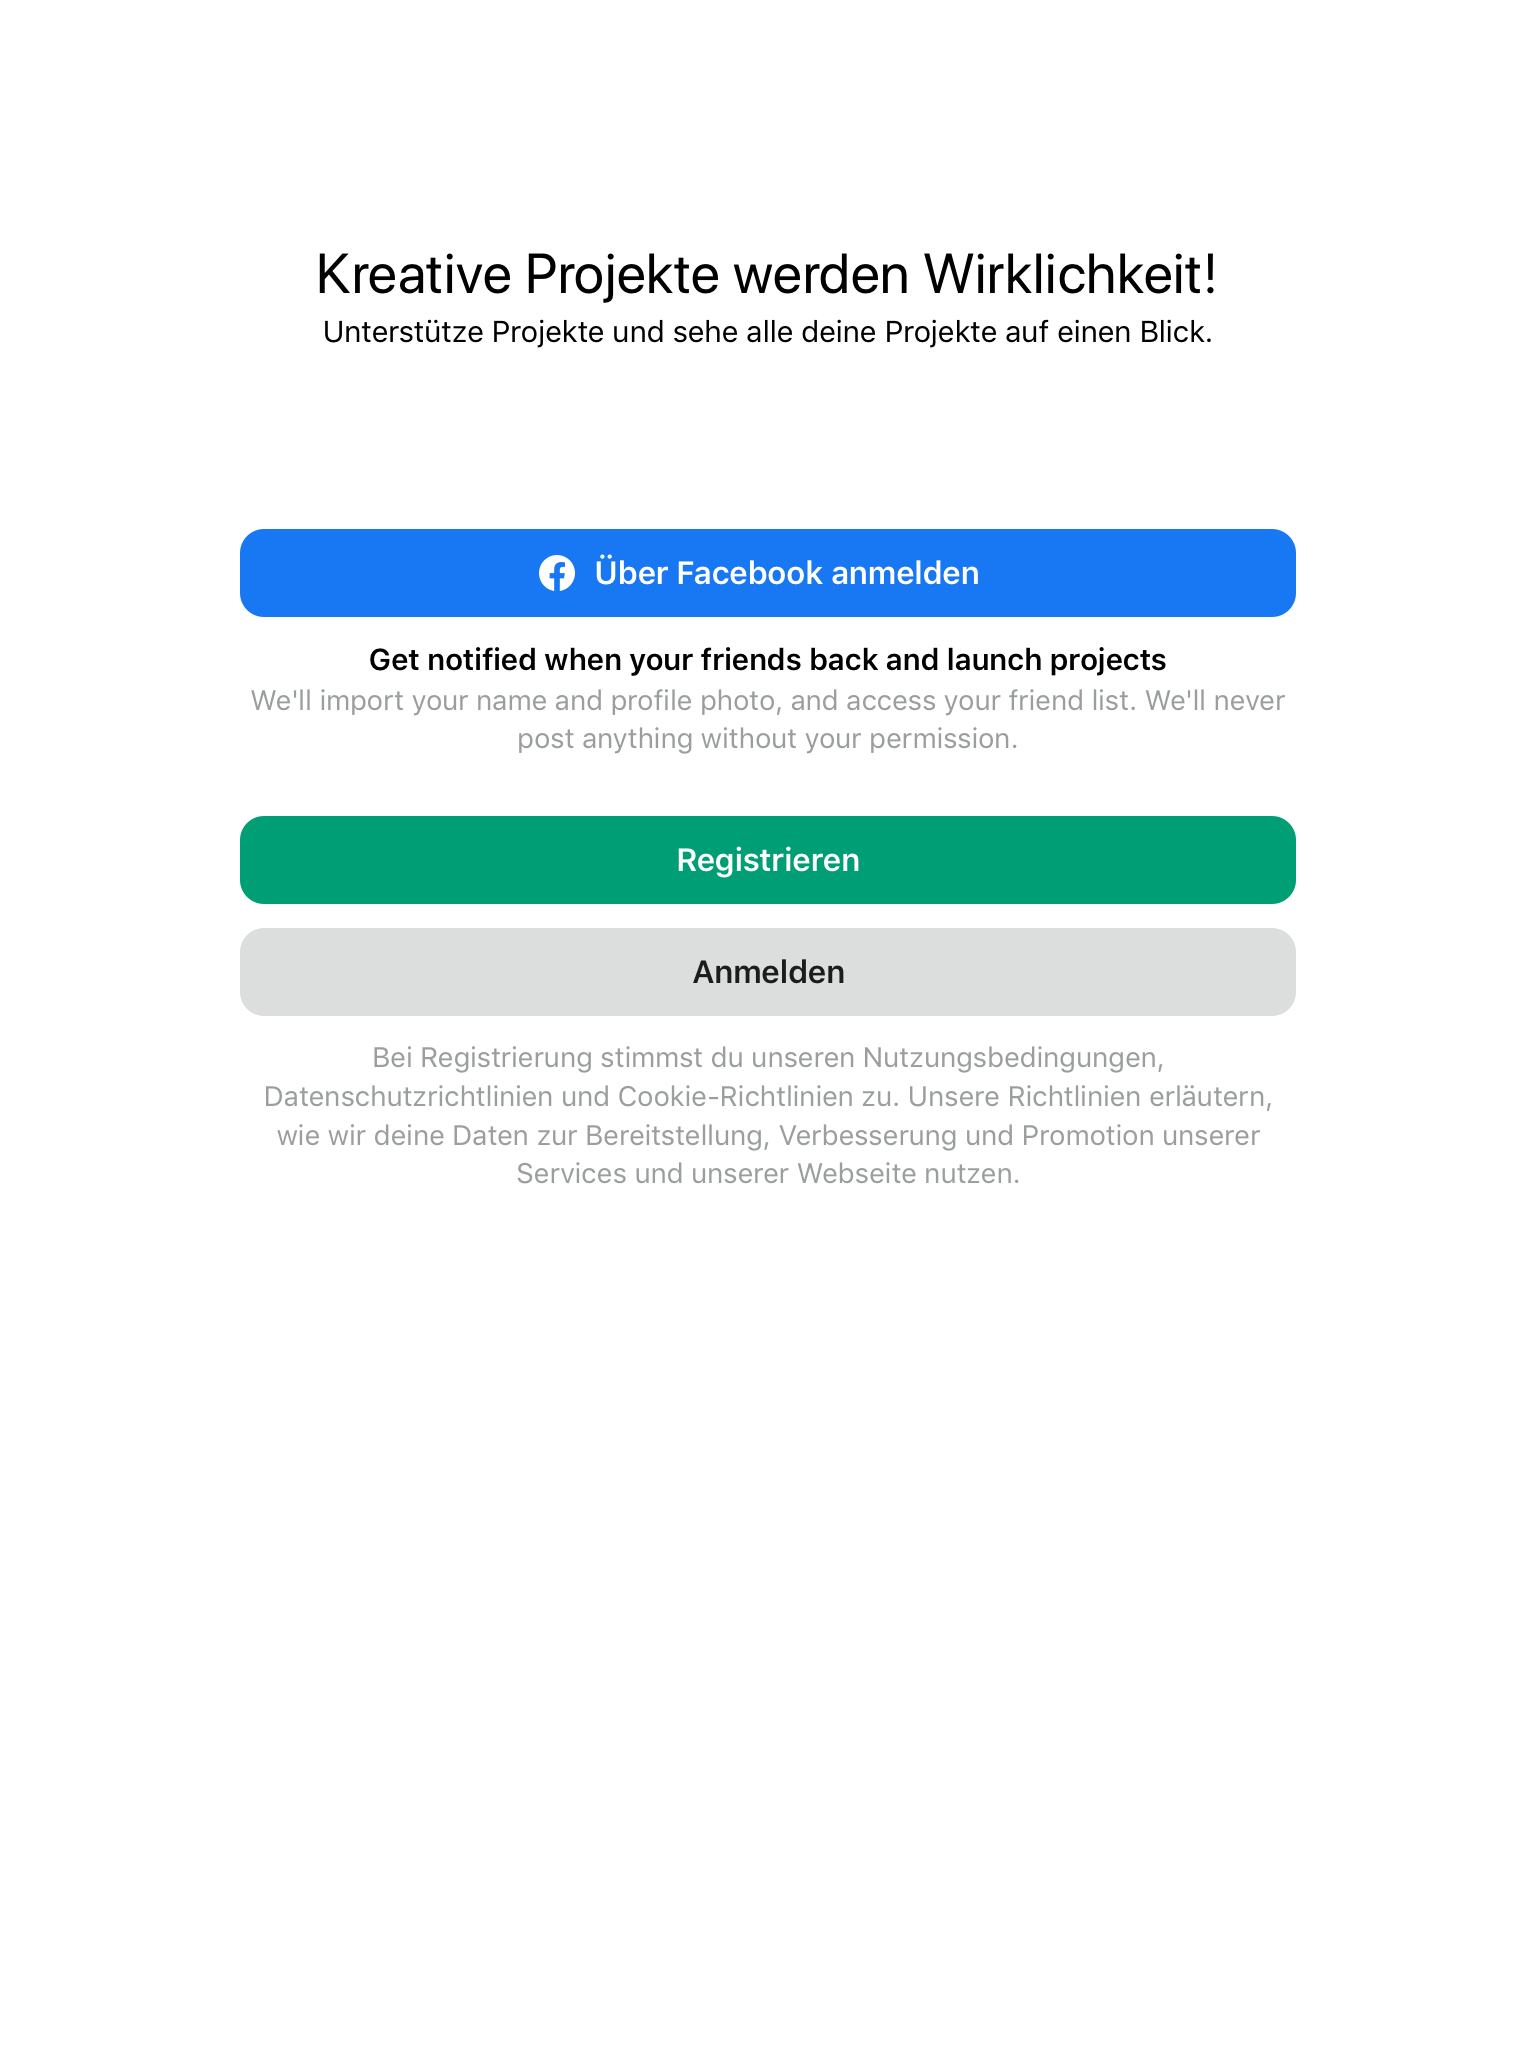 Kreative Projekte werden Wirklichkeit!
Unterstütze Projekte und sehe alle deine Projekte auf einen Blick.
Über Facebook anmelden
Get notified when your friends back and launch projects
We'll import your name and profile photo, and access your friend list. We'll never
post anything without your permission.
Registrieren
Anmelden
Bei Registrierung stimmst du unseren Nutzungsbedingungen,
Datenschutzrichtlinien und Cookie-Richtlinien zu. Unsere Richtlinien erläutern,
wie wir deine Daten zur Bereitstellung, Verbesserung und Promotion unserer
Services und unserer Webseite nutzen.